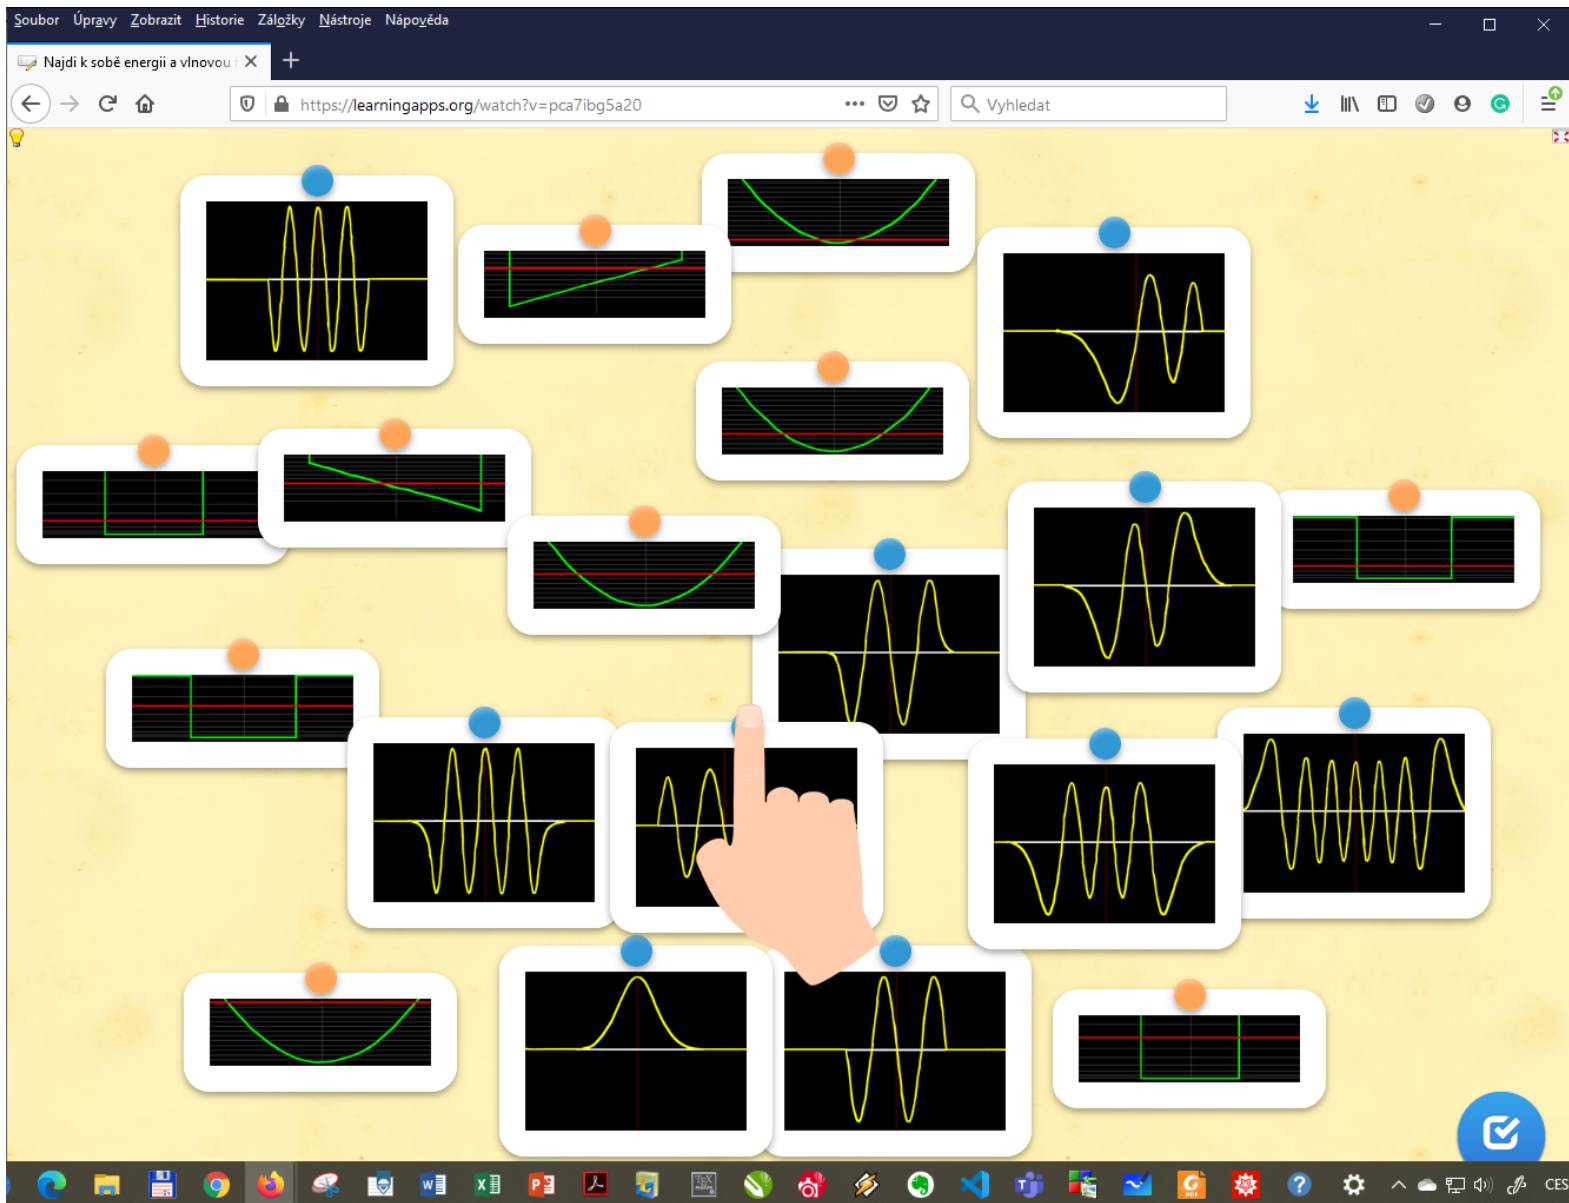 Soubor Úpravy Zobrazit Historie Záložky Nástroje Nápověda
Najdi k sobě energii a vlnovou
https://learningapps.org/watch?v=pca7ibg5a20
Vyhledat
CES